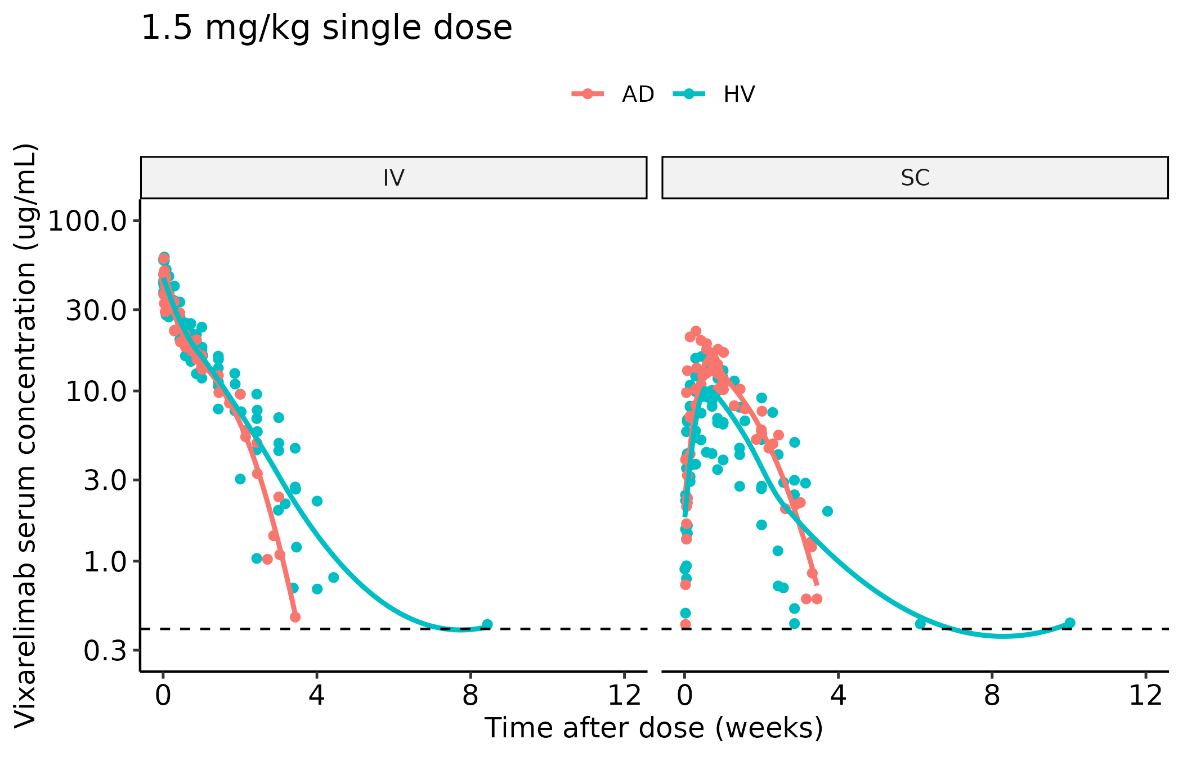 1.5 mg/kg single dose
AD HV
IV SC
Vixarelimab serum concentration (ug/mL)
100.0
30.0
10.0
3.0
1.0
0.3
0 4 8 12 0 4 8 12
Time after dose (weeks)